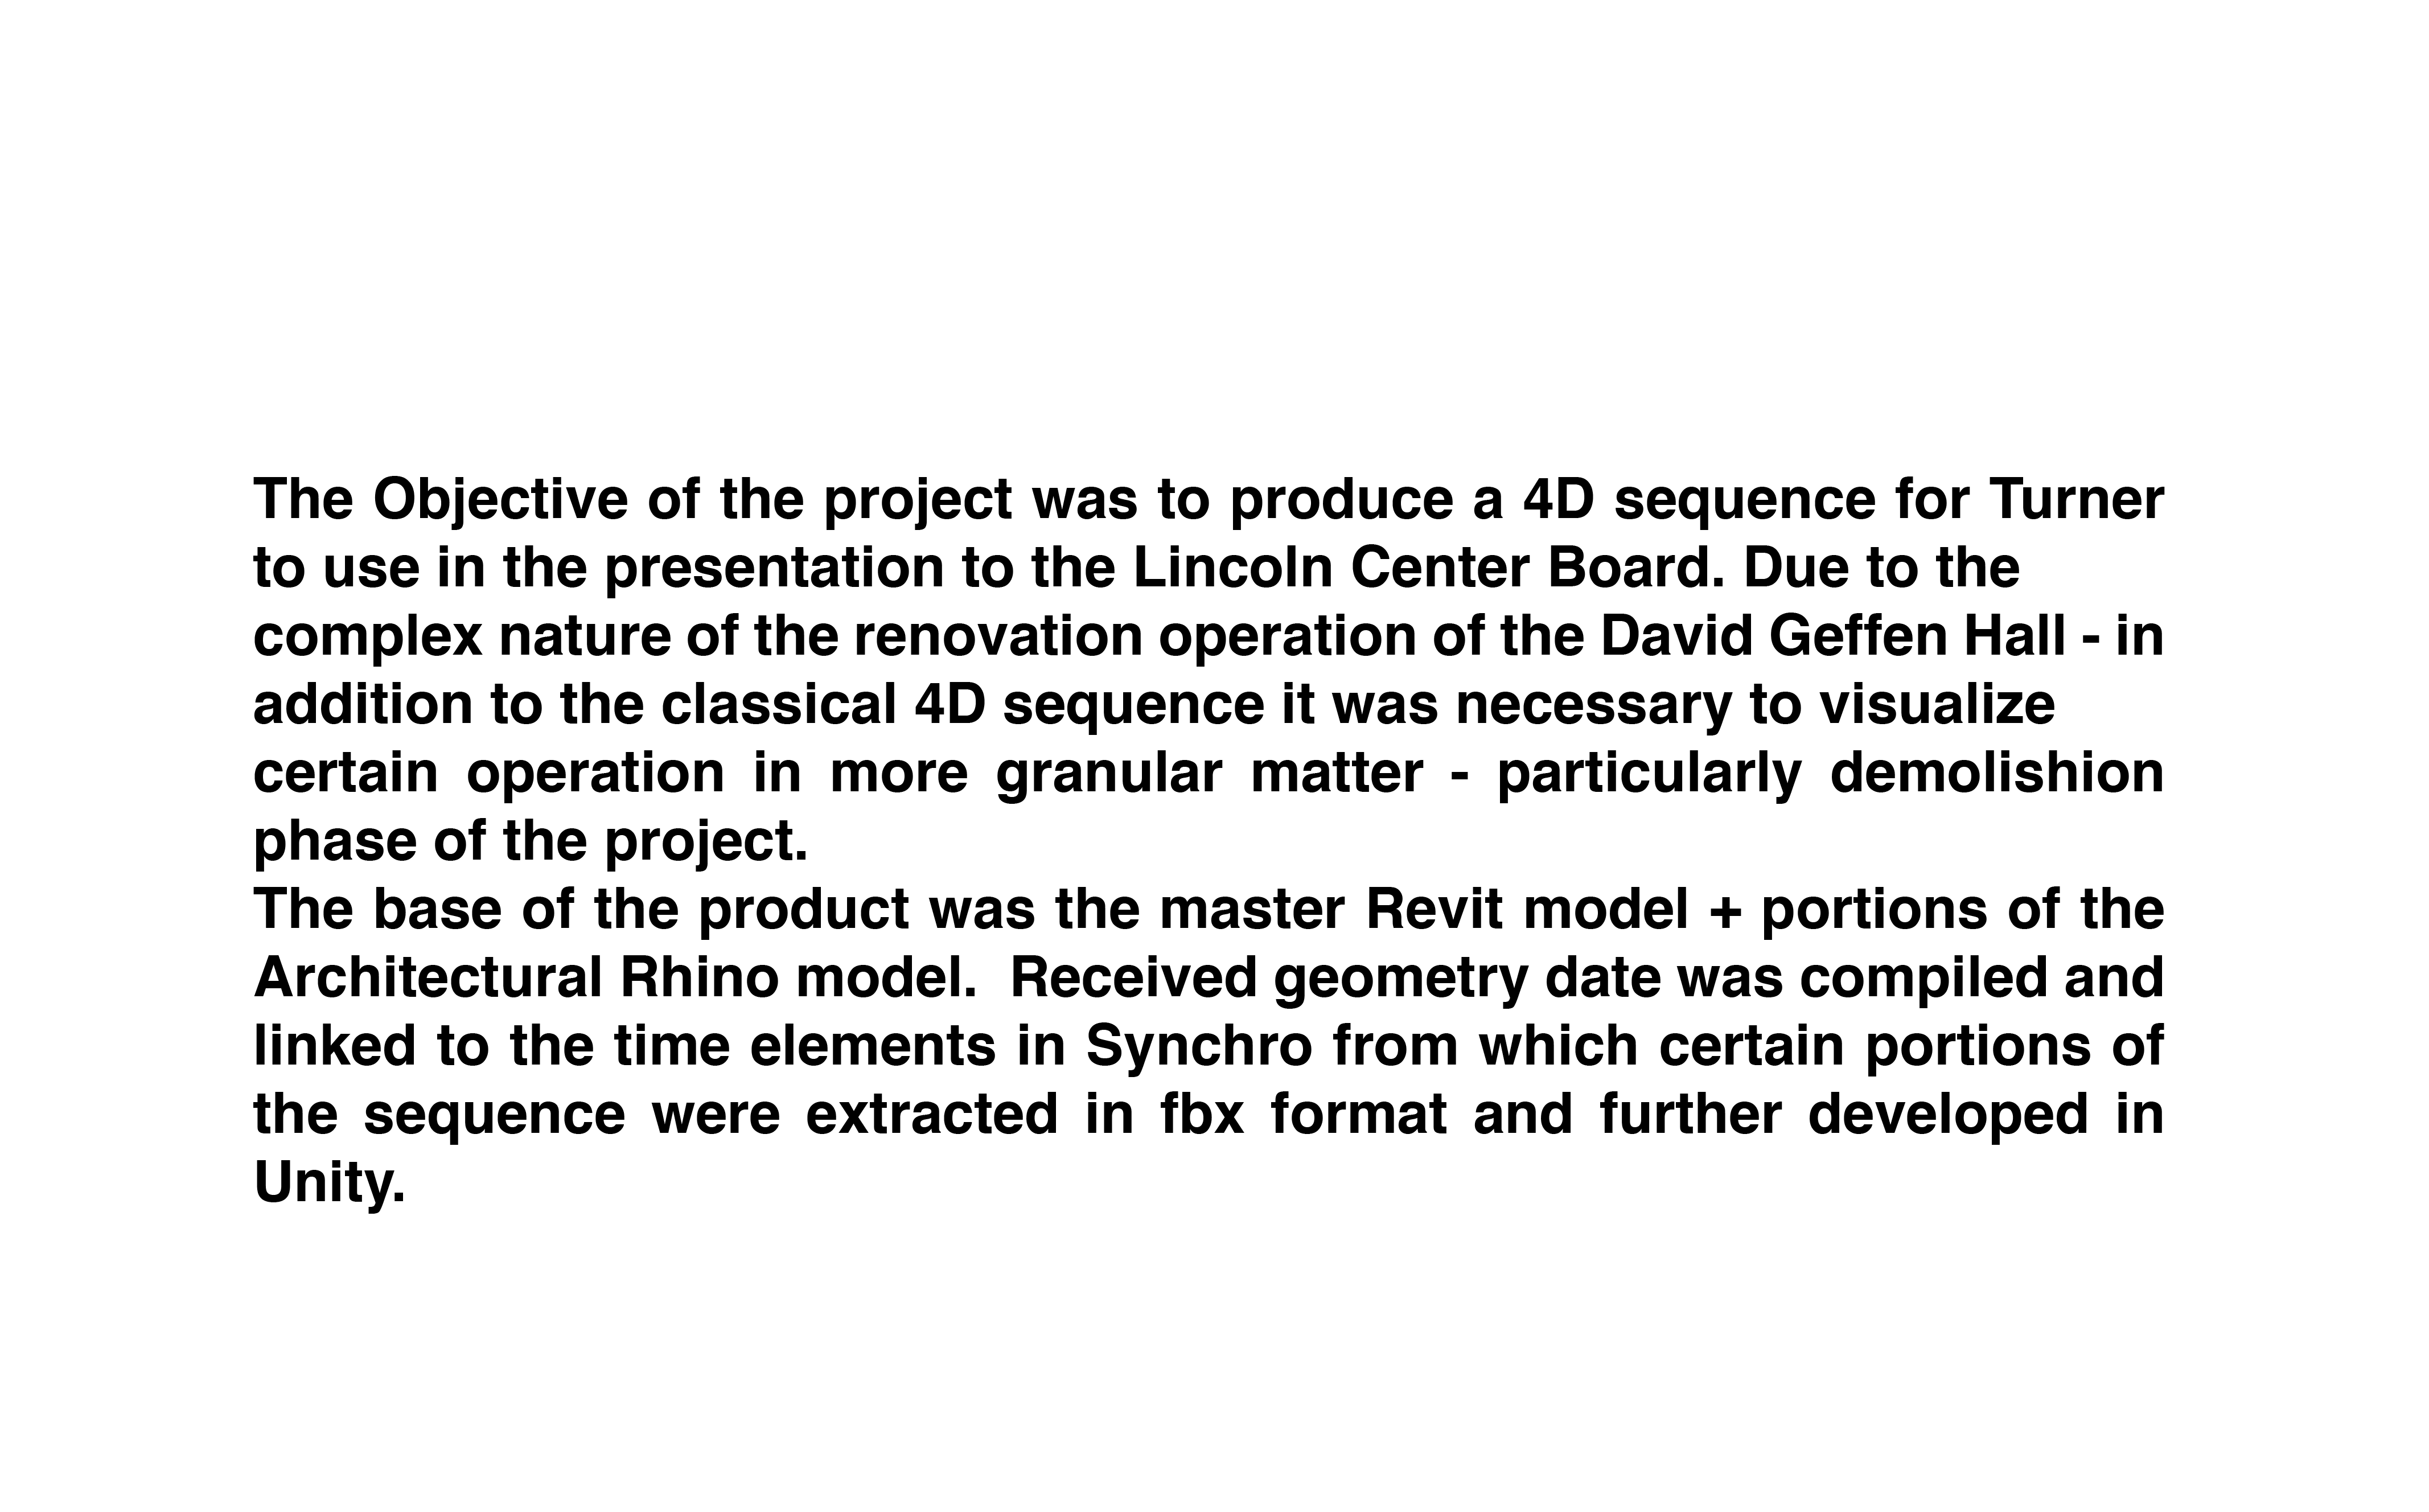 The Objective of the project was to produce a 4D sequence for Turner
to use in the presentation to the Lincoln Center Board. Due to the
complex nature of the renovation operation of the David Geffen Hall - in
addition to the classical 4D sequence it was necessary to visualize
certain operation in more granular matter - particularly demolishion
phase of the project.
The base of the product was the master Revit model + portions of the
Architectural Rhino model.  Received geometry date was compiled and
linked to the time elements in Synchro from which certain portions of
the sequence were extracted in fbx format and further developed in
Unity.